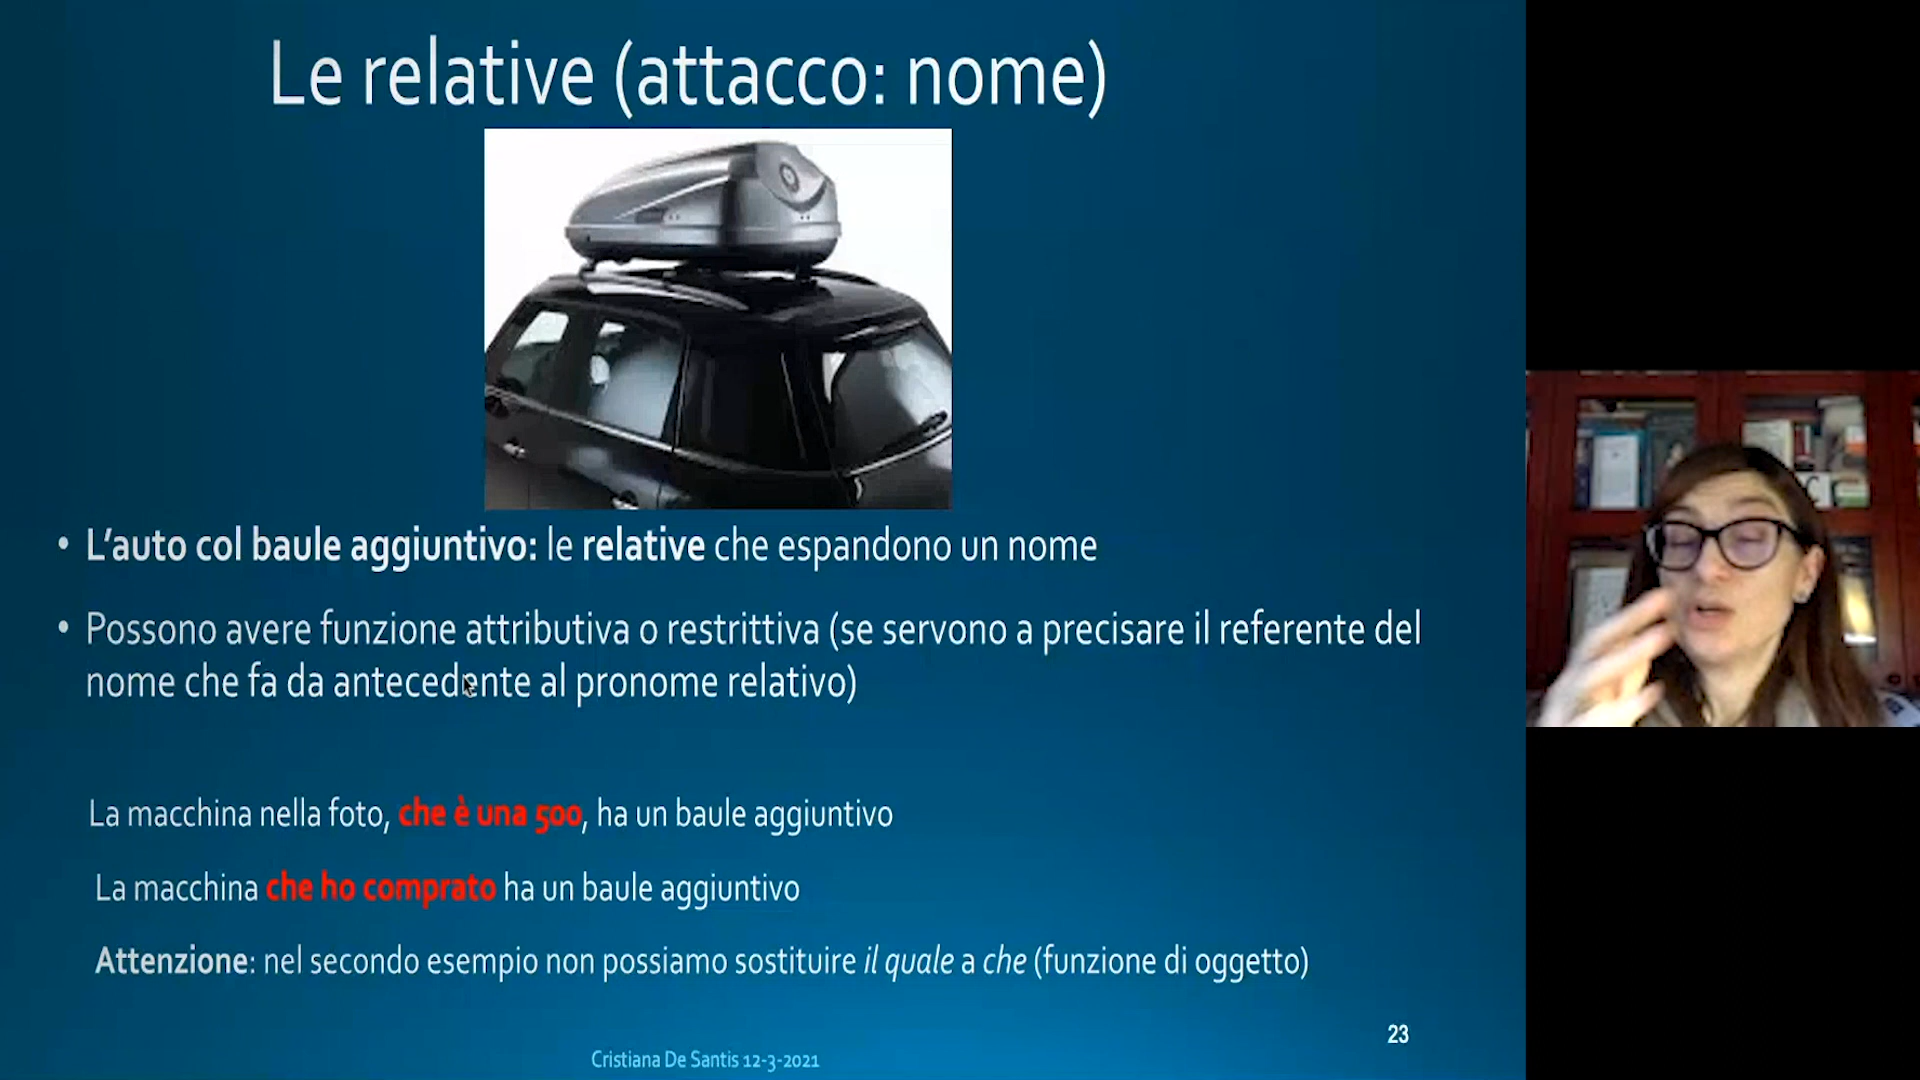 Le relative (attacco: nome)
• L'auto col baule aggiuntivo: le relative che espandono un nome
• Possono avere funzione attributiva o restrittiva (se servono a precisare il referente del
nome che fa da antecedente al pronome relativo)
La macchina nella foto, che è una 500, ha un baule aggiuntivo
La macchina che ho comprato ha un baule aggiuntivo
Attenzione: nel secondo esempio non possiamo sostituire il quale a che (funzione di oggetto)
23
Cristiana De Santis 12-3-2021